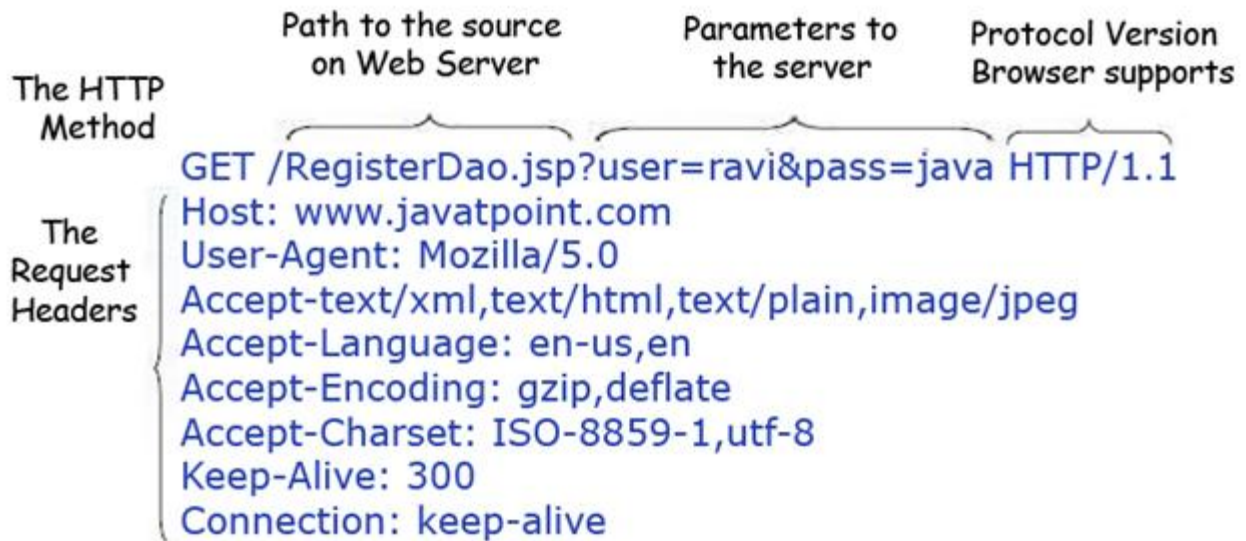 Path to the source
on Web Server
Parameters to
the server
Protocol Version
Browser supports
The HTTP
Method
GET /RegisterDao.jsp?user=ravi&pass=java HTTP/1.1
The
Request
Headers
Host: www.javatpoint.com
User-Agent: Mozilla/5.0
Accept-text/xml,text/html,text/plain,image/jpeg
Accept-Language: en-us,en
Accept-Encoding: gzip,deflate
Accept-Charset: ISO-8859-1,utf-8
Keep-Alive: 300
Connection: keep-alive